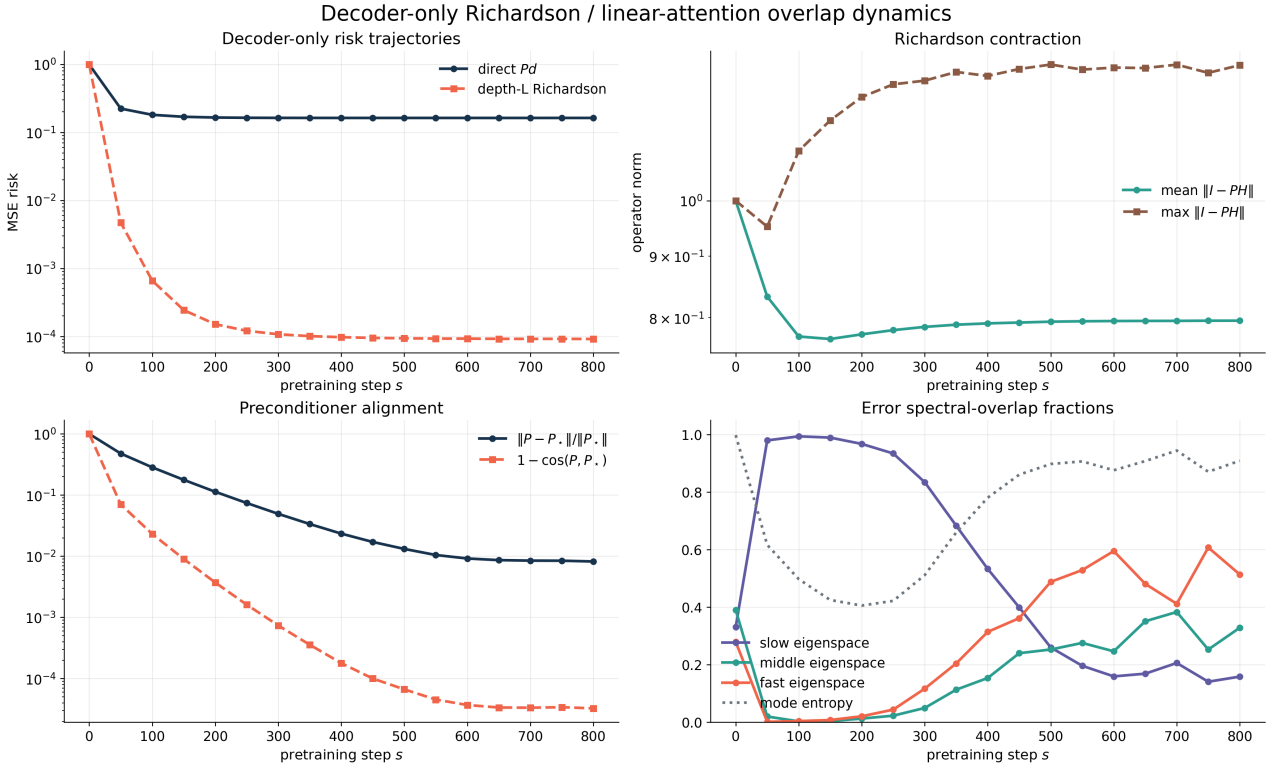 Decoder-only Richardson / linear-attention overlap dynamics
Decoder-only risk trajectories
MSE risk
10⁰
10⁻¹
10⁻²
10⁻³
10⁻⁴
direct Pd
depth-L Richardson
0 100 200 300 400 500 600 700 800
pretraining step s
Richardson contraction
operator norm
10⁰
9 × 10⁻¹
8 × 10⁻¹
mean ‖I − PH‖
max ‖I − PH‖
0 100 200 300 400 500 600 700 800
pretraining step s
Preconditioner alignment
10⁰
10⁻¹
10⁻²
10⁻³
10⁻⁴
‖P − P⋆‖/‖P⋆‖
1 − cos(P, P⋆)
0 100 200 300 400 500 600 700 800
pretraining step s
Error spectral-overlap fractions
1.0
0.8
0.6
0.4
0.2
0.0
slow eigenspace
middle eigenspace
fast eigenspace
mode entropy
0 100 200 300 400 500 600 700 800
pretraining step s